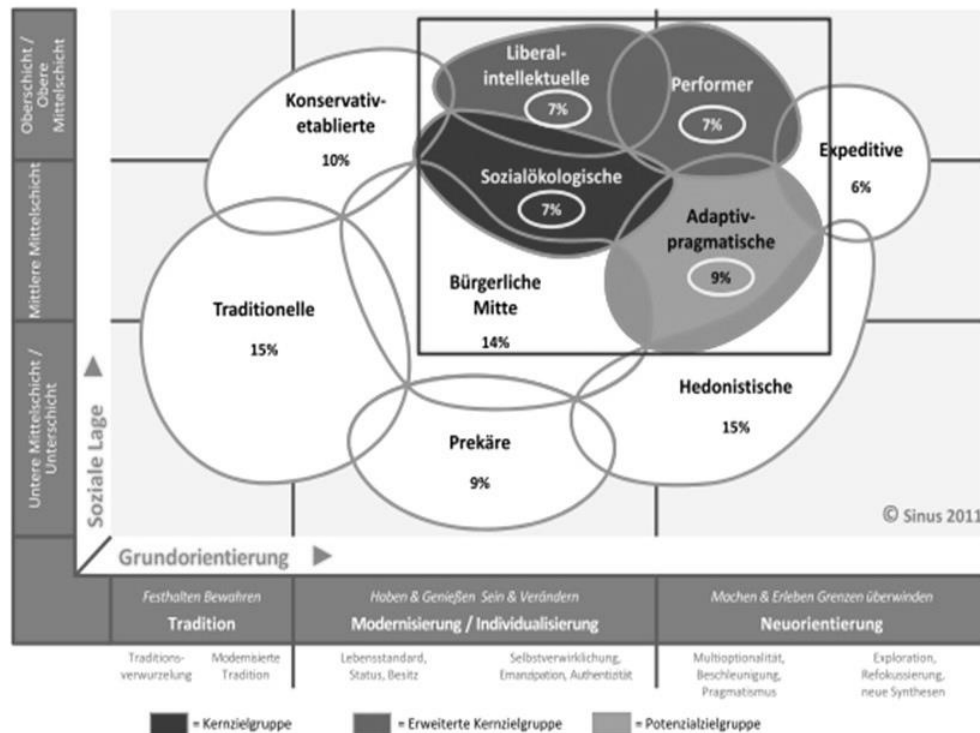 Oberschicht /
Obere
Mittelschicht
Mittlere Mittelschicht
Untere Mittelschicht /
Unterschicht
Soziale Lage
Konservativ-
etablierte
10%
Liberal-
intellektuelle
7%
Performer
7%
Expeditive
6%
Sozialökologische
7%
Adaptiv-
pragmatische
9%
Traditionelle
15%
Bürgerliche
Mitte
14%
Hedonistische
15%
Prekäre
9%
© Sinus 2011
Grundorientierung
Festhalten Bewahren
Tradition
Haben & Genießen Sein & Verändern
Modernisierung / Individualisierung
Machen & Erleben Grenzen überwinden
Neuorientierung
Traditions-
verwurzelung
Modernisierte
Tradition
Lebensstandard,
Status, Besitz
Selbstverwirklichung,
Emanzipation, Authentizität
Multioptionalität,
Beschleunigung,
Pragmatismus
Exploration,
Refokussierung,
neue Synthesen
= Kernzielgruppe
= Erweiterte Kernzielgruppe
= Potenzialzielgruppe